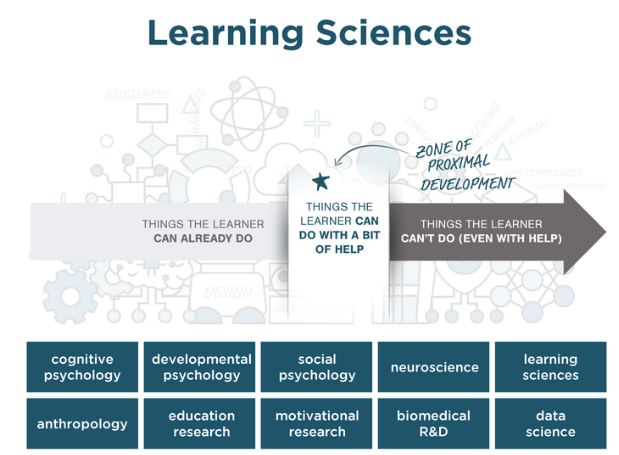 Learning Sciences
ASSESSMENT
ZONE OF
PROXIMAL
DEVELOPMENT
THINGS THE LEARNER
CAN ALREADY DO
THINGS THE
LEARNER CAN
DO WITH A BIT
OF HELP
THINGS THE LEARNER
CAN'T DO (EVEN WITH HELP)
DESIGN
cognitive
psychology
developmental
psychology
social
psychology
neuroscience
learning
sciences
anthropology
education
research
motivational
research
biomedical
R&D
data
science